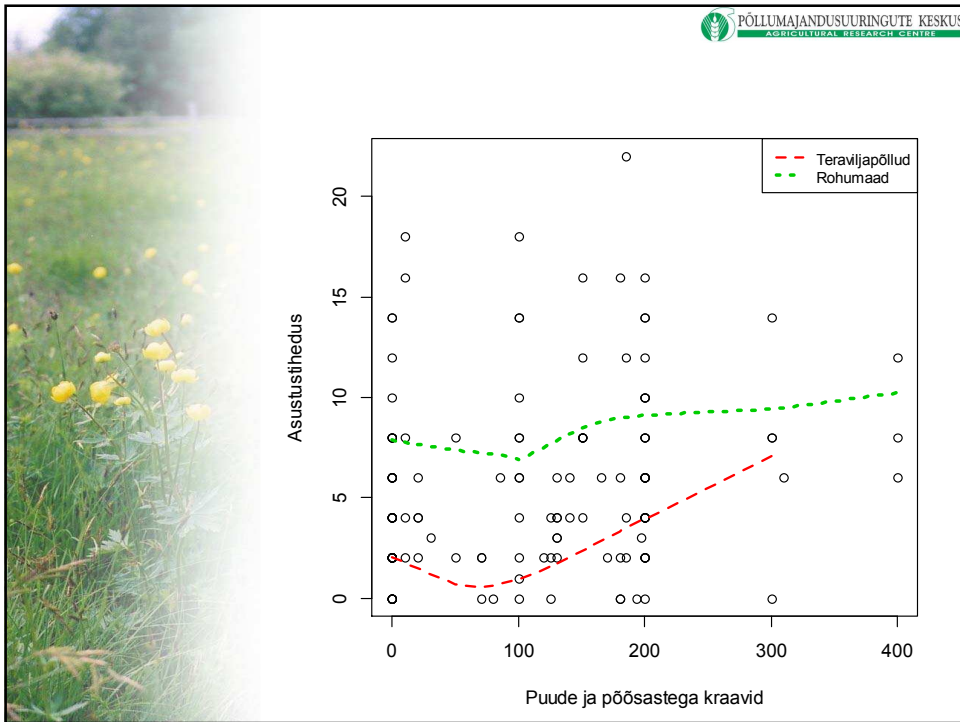 PÕLLUMAJANDUSUURINGUTE KESKUS
AGRICULTURAL RESEARCH CENTRE
Teraviljapõllud
Rohumaad
20
15
10
5
0
Asustustihedus
0 100 200 300 400
Puude ja põõsastega kraavid